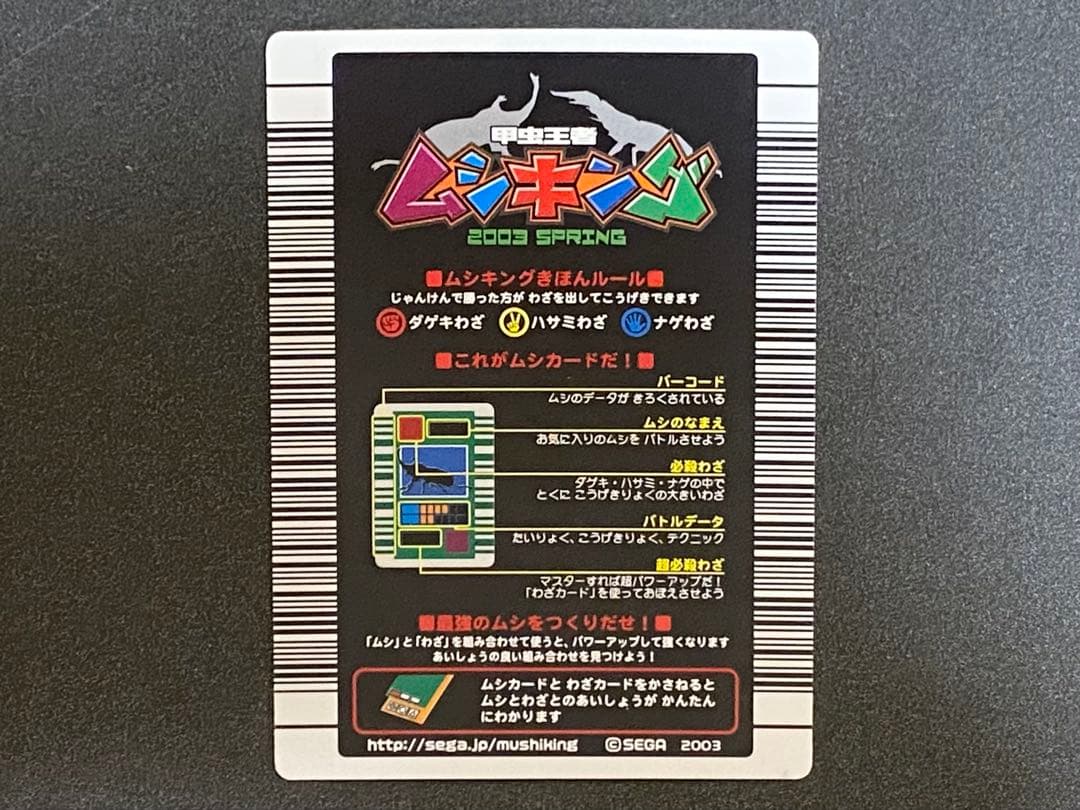 甲虫王者
ムシキング
2003 SPRING
■ムシキングきほんルール■
じゃんけんで勝った方が わざを出してこうげきできます
ダゲキわざ ハサミわざ ナゲわざ
■これがムシカードだ！■
バーコード
ムシのデータが きろくされている
ムシのなまえ
お気に入りのムシを バトルさせよう
必殺わざ
ダゲキ・ハサミ・ナゲの中で
とくに こうげきりょくの大きいわざ
バトルデータ
たいりょく、こうげきりょく、テクニック
超必殺わざ
マスターすれば超パワーアップだ！
「わざカード」を使っておぼえさせよう
■最強のムシをつくりだせ！■
「ムシ」と「わざ」を組み合わせて使うと、パワーアップして強くなります
あいしょうの良い組み合わせを見つけよう！
ムシカードと わざカードをかさねると
ムシとわざとのあいしょうが かんたん
にわかります
http://sega.jp/mushiking ©SEGA 2003